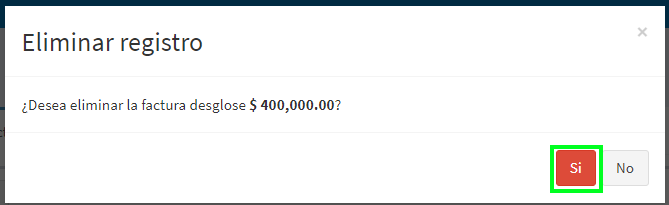 Eliminar registro
×
¿Desea eliminar la factura desglose $ 400,000.00?
Si
No